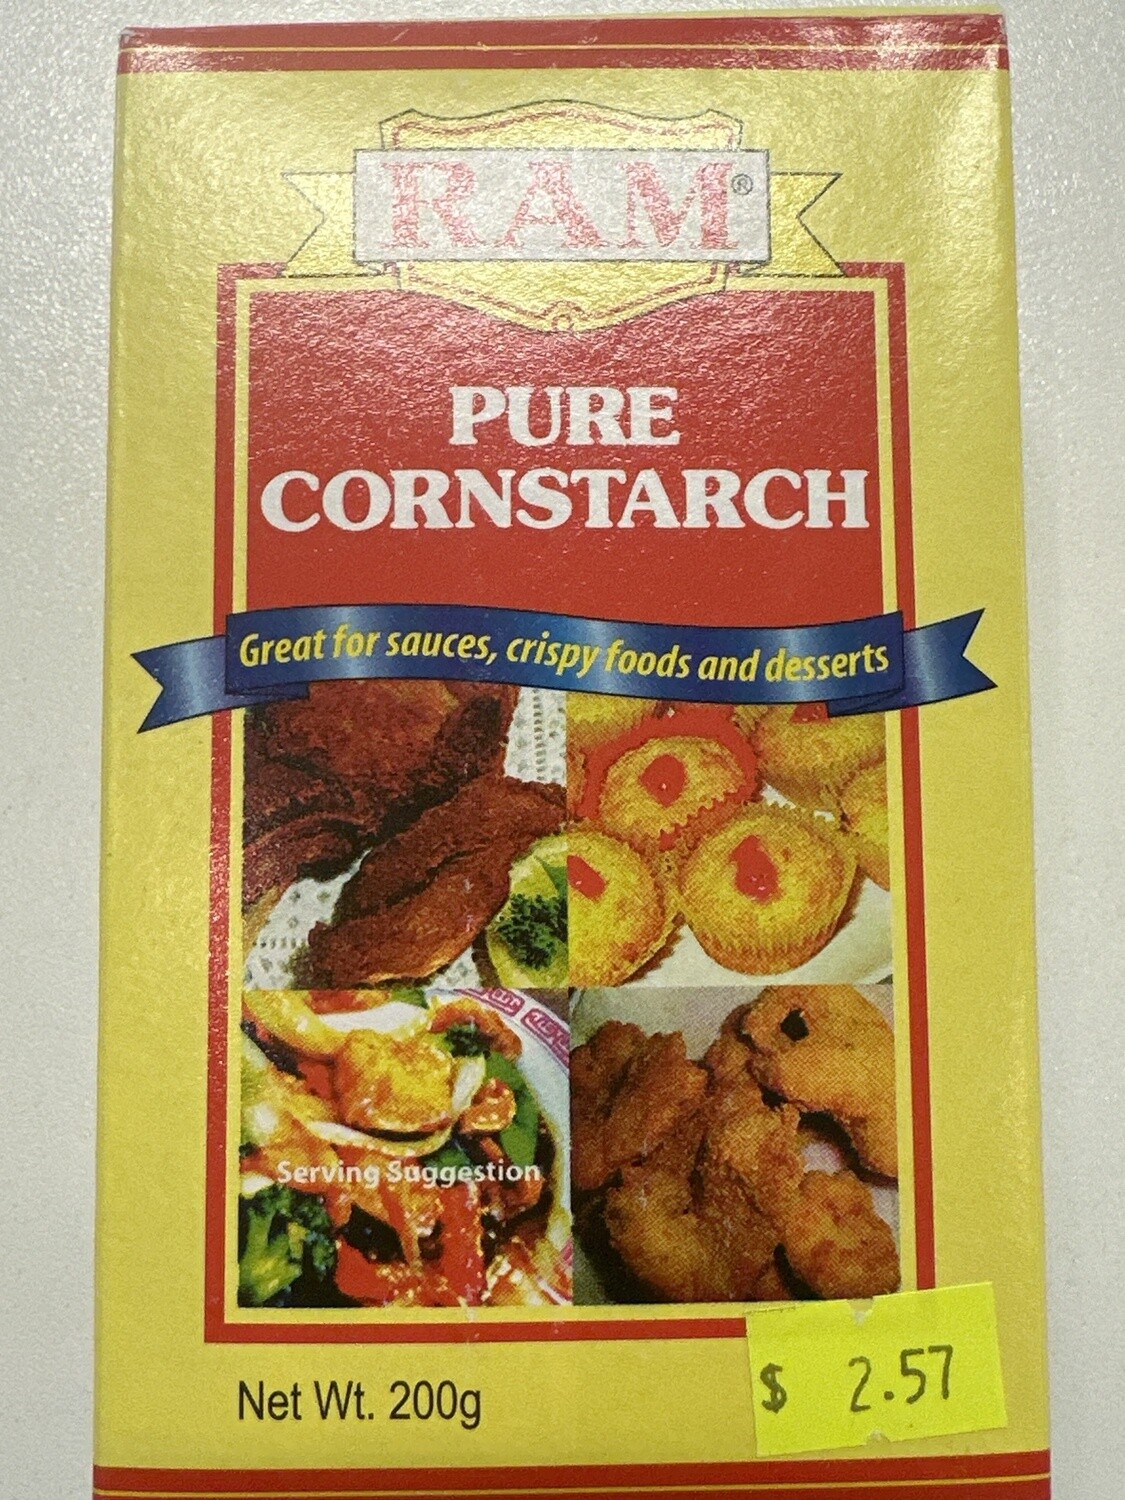 RAM®
PURE
CORNSTARCH
Great for sauces, crispy foods and desserts
Serving Suggestion
Net Wt. 200g
$ 2.57